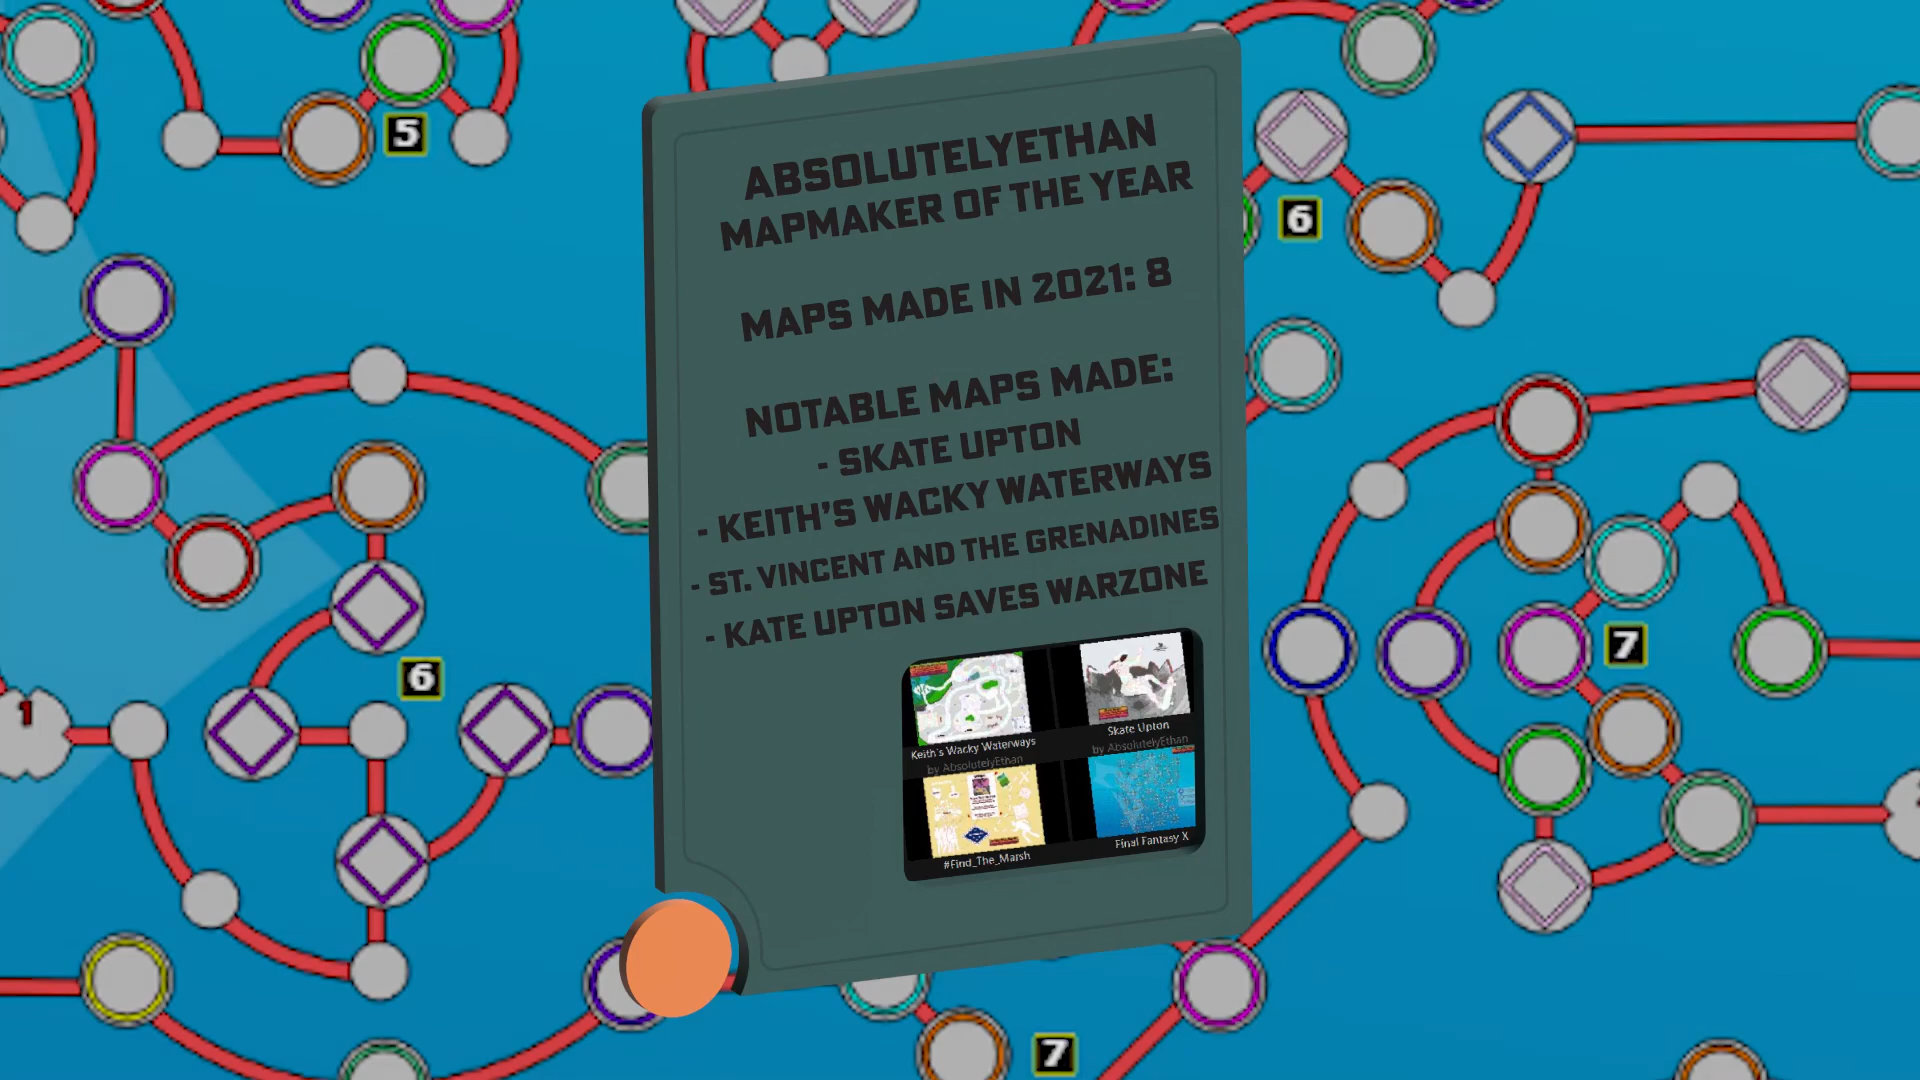 ABSOLUTELYETHAN
MAPMAKER OF THE YEAR
MAPS MADE IN 2021: 8
NOTABLE MAPS MADE:
- SKATE UPTON
- KEITH'S WACKY WATERWAYS
- ST. VINCENT AND THE GRENADINES
- KATE UPTON SAVES WARZONE
Keith's Wacky Waterways
by AbsolutelyEthan
Skate Upton
by AbsolutelyEthan
#Find_The_Marsh
Final Fantasy X
5
6
6
7
1
7